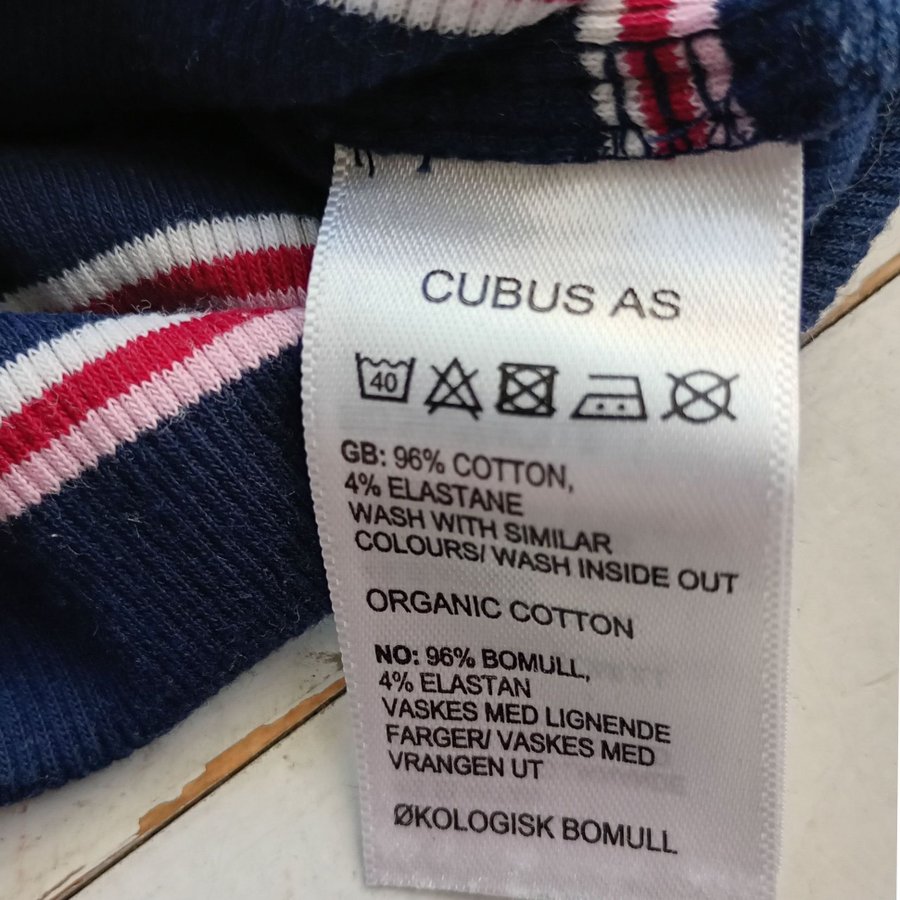 CUBUS AS
40
GB: 96% COTTON,
4% ELASTANE
WASH WITH SIMILAR
COLOURS/ WASH INSIDE OUT
ORGANIC COTTON
NO: 96% BOMULL,
4% ELASTAN
VASKES MED LIGNENDE
FARGER/ VASKES MED
VRANGEN UT
ØKOLOGISK BOMULL